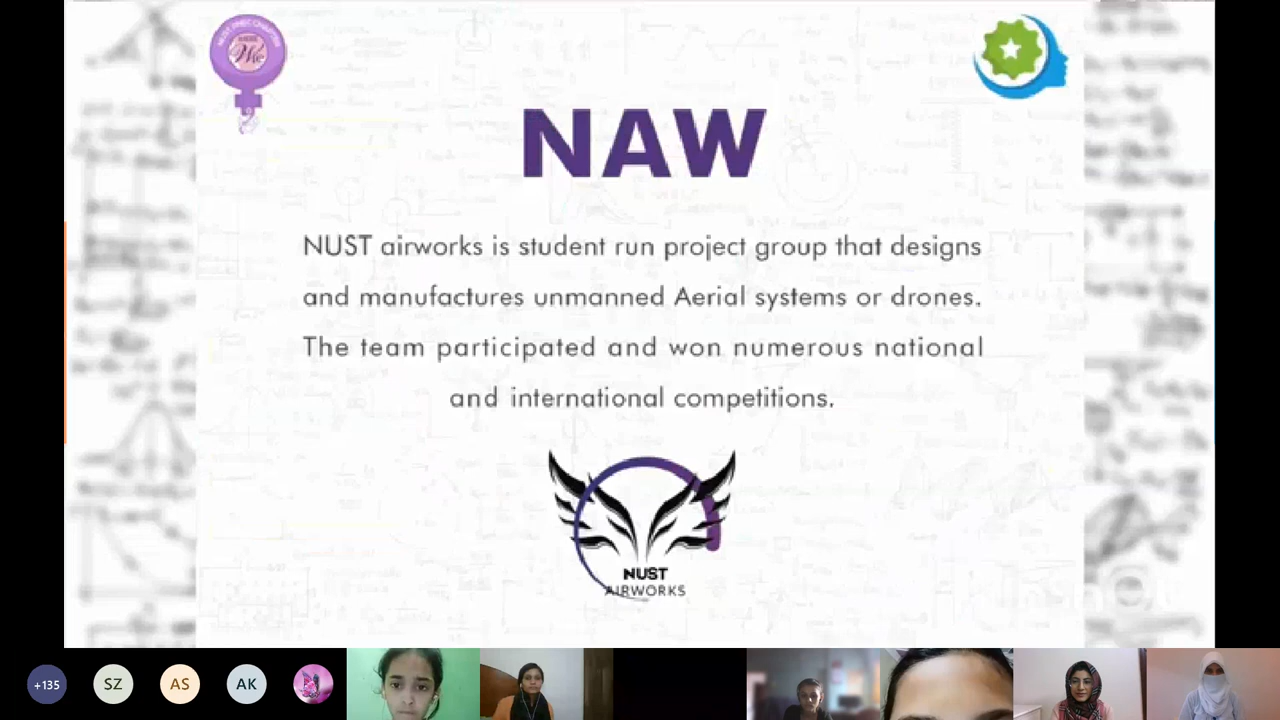 NAW
NUST airworks is student run project group that designs
and manufactures unmanned Aerial systems or drones.
The team participated and won numerous national
and international competitions.
NUST
AIRWORKS
+135
SZ
AS
AK